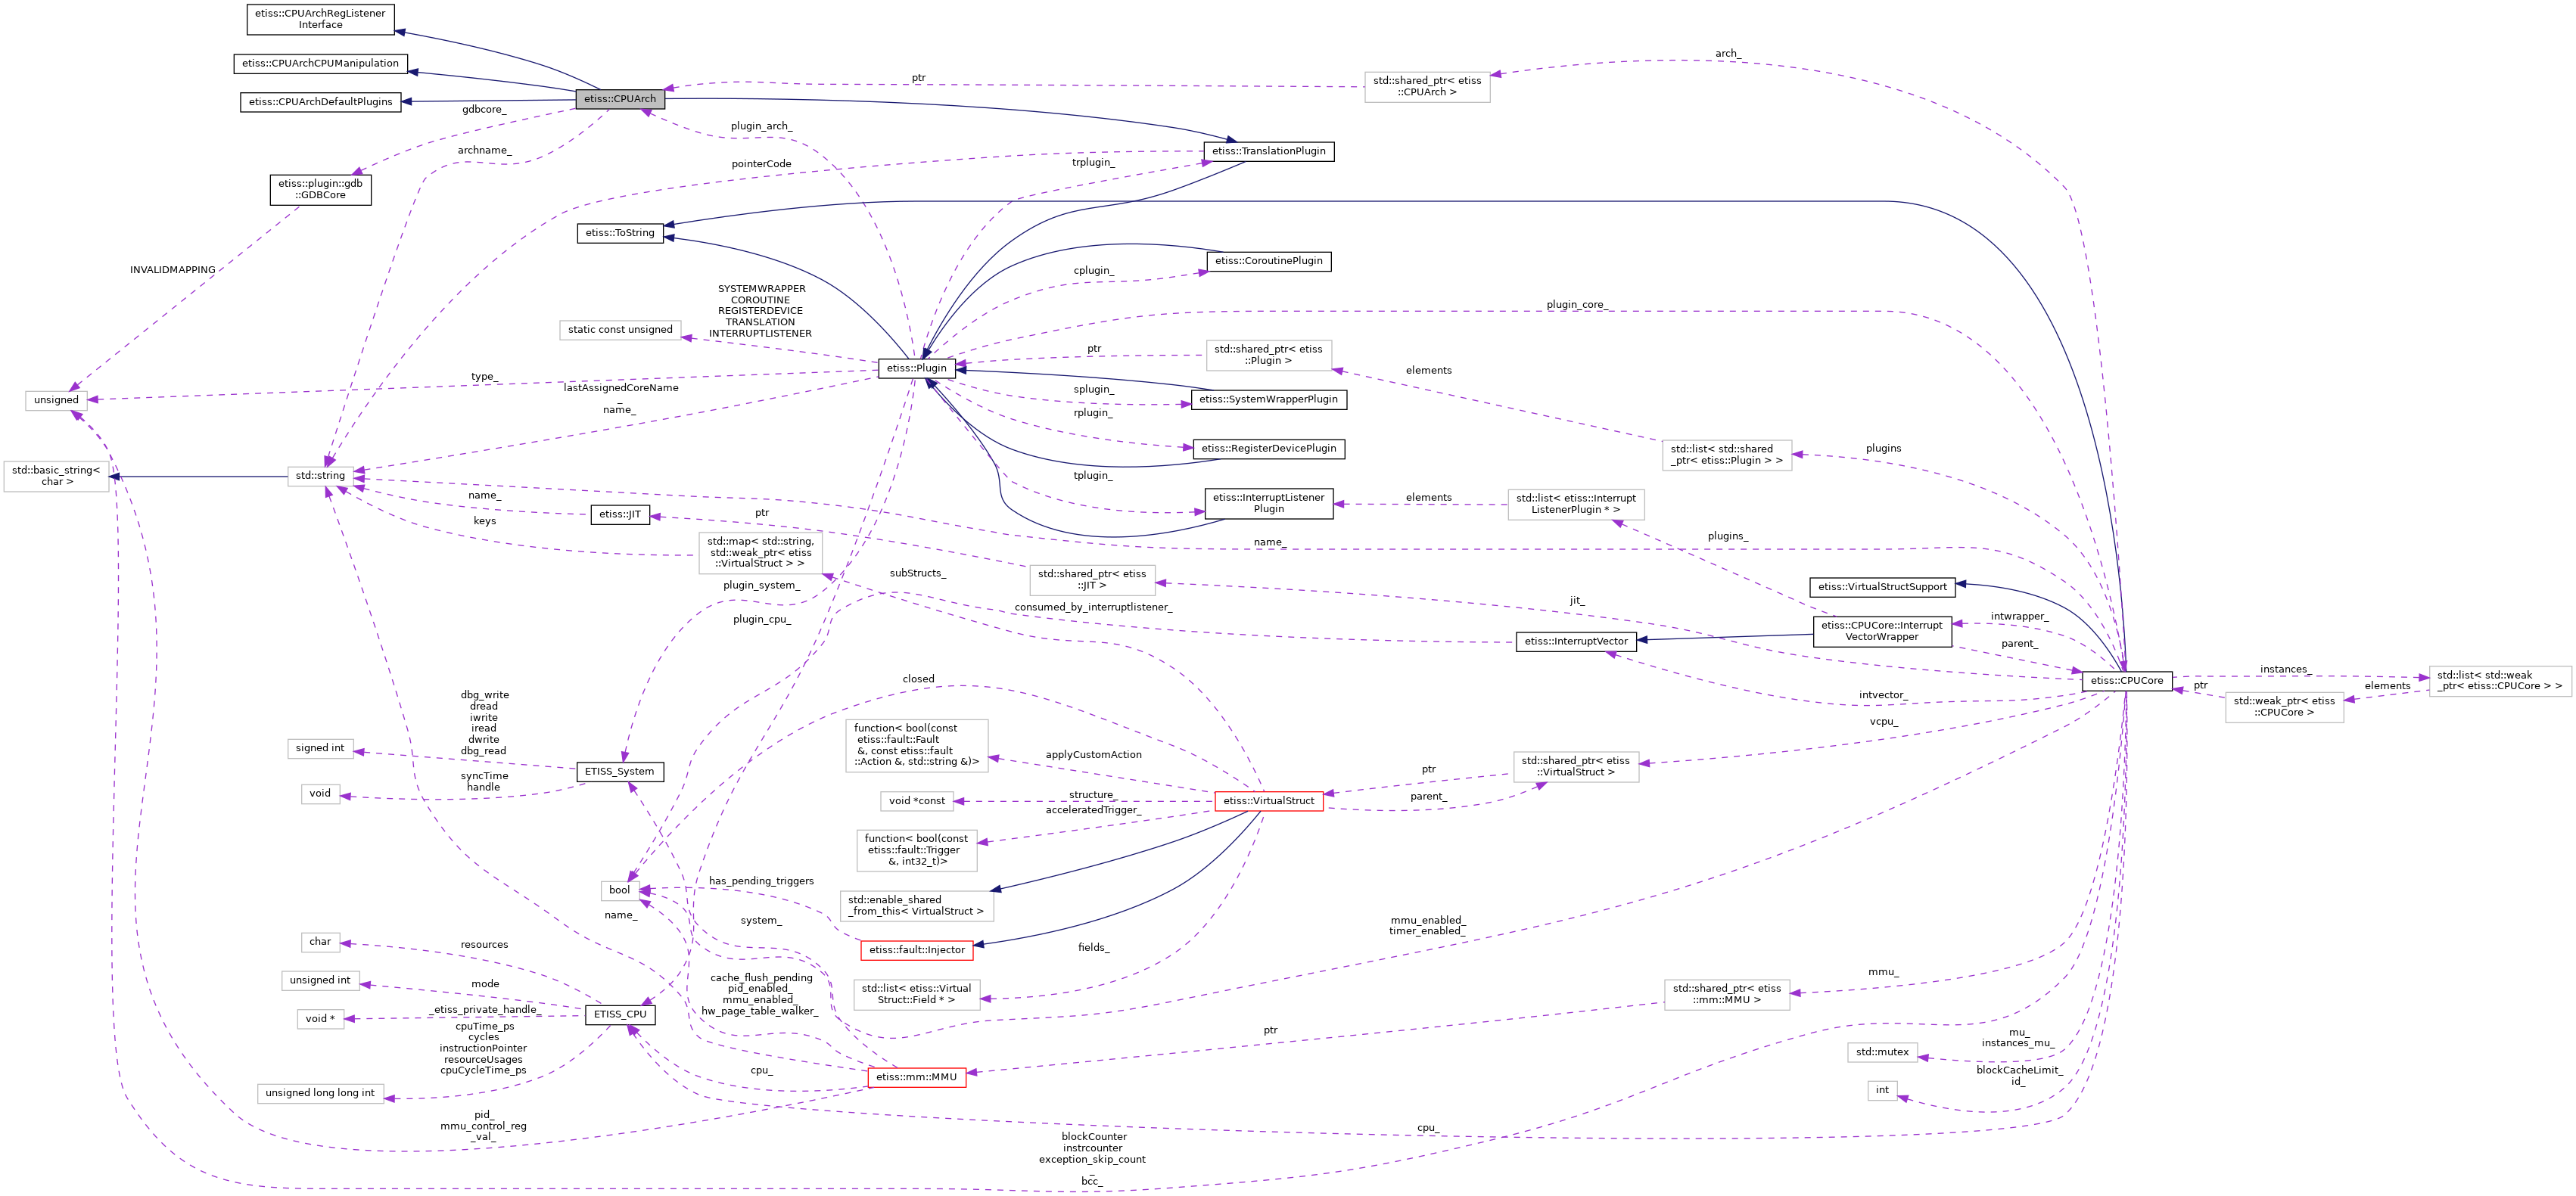 etiss::CPUArchRegListener
Interface
etiss::CPUArchCPUManipulation
etiss::CPUArchDefaultPlugins
etiss::CPUArch
gdbcore_
archname_
etiss::plugin::gdb
::GDBCore
INVALIDMAPPING
unsigned
std::basic_string<
char >
std::string
ptr
plugin_arch_
pointerCode
trplugin_
etiss::TranslationPlugin
std::shared_ptr< etiss
::CPUArch >
arch_
etiss::ToString
etiss::CoroutinePlugin
cplugin_
SYSTEMWRAPPER
COROUTINE
REGISTERDEVICE
TRANSLATION
INTERRUPTLISTENER
static const unsigned
plugin_core_
etiss::Plugin
ptr
std::shared_ptr< etiss
::Plugin >
elements
type_
lastAssignedCoreName
_
name_
splugin_
etiss::SystemWrapperPlugin
rplugin_
etiss::RegisterDevicePlugin
std::list< std::shared
_ptr< etiss::Plugin > >
plugins
tplugin_
etiss::InterruptListener
Plugin
elements
std::list< etiss::Interrupt
ListenerPlugin * >
name_
etiss::JIT
ptr
keys
std::map< std::string,
std::weak_ptr< etiss
::VirtualStruct > >
name_
plugins_
std::shared_ptr< etiss
::JIT >
subStructs_
plugin_system_
jit_
etiss::VirtualStructSupport
consumed_by_interruptlistener_
plugin_cpu_
etiss::InterruptVector
etiss::CPUCore::Interrupt
VectorWrapper
intwrapper_
parent_
etiss::CPUCore
instances_
std::list< std::weak
_ptr< etiss::CPUCore > >
elements
ptr
std::weak_ptr< etiss
::CPUCore >
closed
intvector_
vcpu_
dbg_write
dread
iwrite
iread
dwrite
dbg_read
signed int
ETISS_System
syncTime
handle
void
function< bool(const
etiss::fault::Fault
&, const etiss::fault
::Action &, std::string &)>
applyCustomAction
std::shared_ptr< etiss
::VirtualStruct >
ptr
parent_
void *const
structure_
etiss::VirtualStruct
acceleratedTrigger_
function< bool(const
etiss::fault::Trigger
&, int32_t)>
bool
has_pending_triggers
std::enable_shared
_from_this< VirtualStruct >
name_
system_
mmu_enabled_
timer_enabled_
char
resources
etiss::fault::Injector
fields_
unsigned int
mode
std::list< etiss::Virtual
Struct::Field * >
mmu_
std::shared_ptr< etiss
::mm::MMU >
cache_flush_pending
pid_enabled_
mmu_enabled_
hw_page_table_walker_
void *
_etiss_private_handle_
ETISS_CPU
cpuTime_ps
cycles
instructionPointer
resourceUsages
cpuCycleTime_ps
ptr
mu_
instances_mu_
std::mutex
unsigned long long int
cpu_
etiss::mm::MMU
blockCacheLimit_
id_
int
pid_
mmu_control_reg
_val_
cpu_
blockCounter
instrcounter
exception_skip_count
_
bcc_